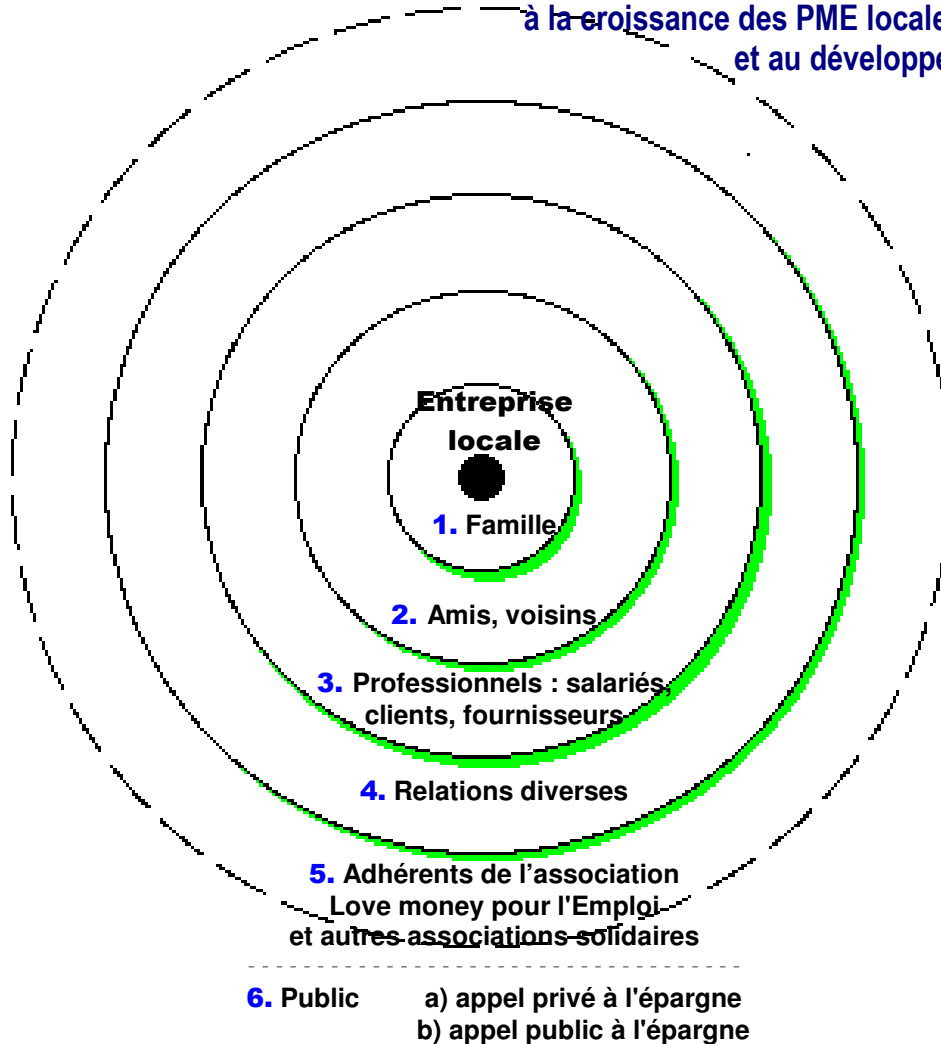 à la croissance des PME locale
et au développe
Entreprise
locale
1. Famille
2. Amis, voisins
3. Professionnels : salariés,
clients, fournisseurs
4. Relations diverses
5. Adhérents de l'association
Love money pour l'Emploi
et autres associations solidaires
6. Public a) appel privé à l'épargne
b) appel public à l'épargne